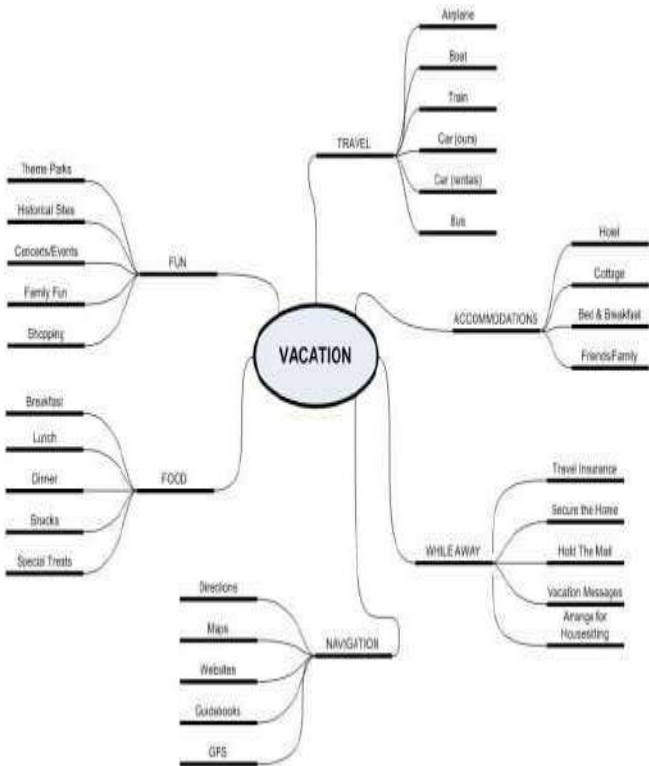 Airplane
Boat
Train
Car (ours)
Car (rentals)
Bus
TRAVEL
Theme Parks
Historical Sites
Concerts/Events
Family Fun
Shopping
FUN
Hotel
Cottage
Bed & Breakfast
Friends/Family
ACCOMMODATIONS
VACATION
Breakfast
Lunch
Dinner
Snacks
Special Treats
FOOD
Travel Insurance
Secure the Home
Hold The Mail
Vacation Messages
Arrange for
Housesitting
WHILE AWAY
Directions
Maps
Websites
Guidebooks
GPS
NAVIGATION